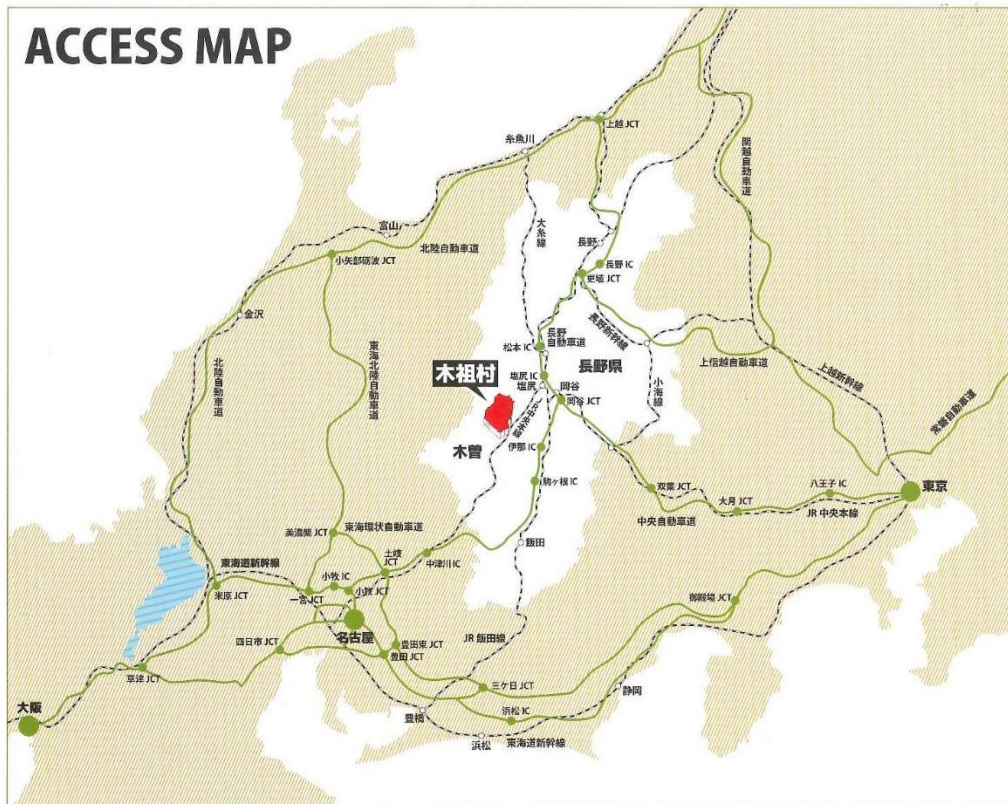 ACCESS MAP
上越 JCT
糸魚川
関越自動車道
大糸線
富山
北陸自動車道
長野
長野 IC
小矢部砺波 JCT
更埴 JCT
金沢
長野新幹線
北陸自動車道
東海北陸自動車道
長野
自動車道
松本 IC
上信越自動車道
上越新幹線
長野県
小海線
木祖村
塩尻 IC
塩尻
岡谷
岡谷 JCT
常磐自動車道
JR中央本線
木曽
伊那 IC
駒ヶ根 IC
双葉 JCT
大月 JCT
八王子 IC
東京
JR 中央本線
中央自動車道
美濃関 JCT
東海環状自動車道
飯田
土岐
JCT
中津川 IC
東海道新幹線
米原 JCT
一宮 JCT
小牧 IC
小牧 JCT
御殿場 JCT
名古屋
四日市 JCT
豊田東 JCT
豊田 JCT
JR 飯田線
草津 JCT
三ケ日 JCT
静岡
大阪
豊橋
浜松 IC
浜松
東海道新幹線